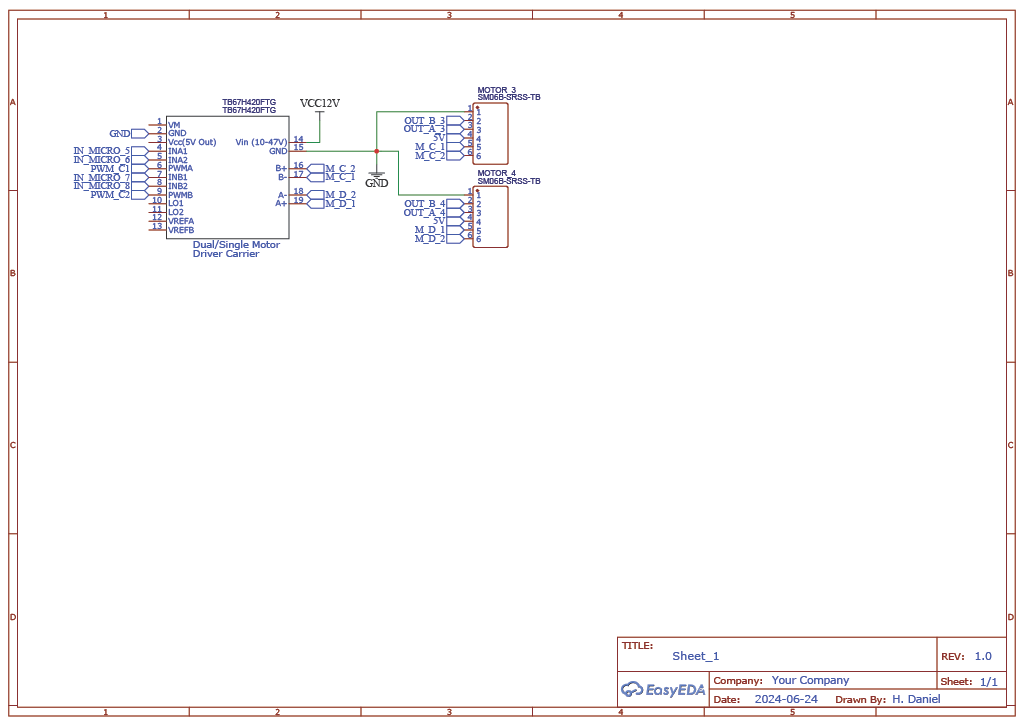 1 2 3 4 5
A A
B B
C C
D D
TB67H420FTG
TB67H420FTG
VCC12V
1 VM
GND 2 GND
3 Vcc(5V Out)
IN_MICRO_5 4 INA1
IN_MICRO_6 5 INA2
PWM_C1 6 PWMA
IN_MICRO_7 7 INB1
IN_MICRO_8 8 INB2
PWM_C2 9 PWMB
10 LO1
11 LO2
12 VREFA
13 VREFB
Vin (10-47V) 14
GND 15
B+ 16 M_C_2
B- 17 M_C_1
A- 18 M_D_2
A+ 19 M_D_1
Dual/Single Motor
Driver Carrier
GND
MOTOR_3
SM06B-SRSS-TB
1 1
OUT_B_3 2 2
OUT_A_3 3 3
5V 4 4
M_C_1 5 5
M_C_2 6 6
MOTOR_4
SM06B-SRSS-TB
1 1
OUT_B_4 2 2
OUT_A_4 3 3
5V 4 4
M_D_1 5 5
M_D_2 6 6
TITLE:
Sheet_1
REV: 1.0
EasyEDA
Company: Your Company
Sheet: 1/1
Date: 2024-06-24 Drawn By: H. Daniel
1 2 3 4 5